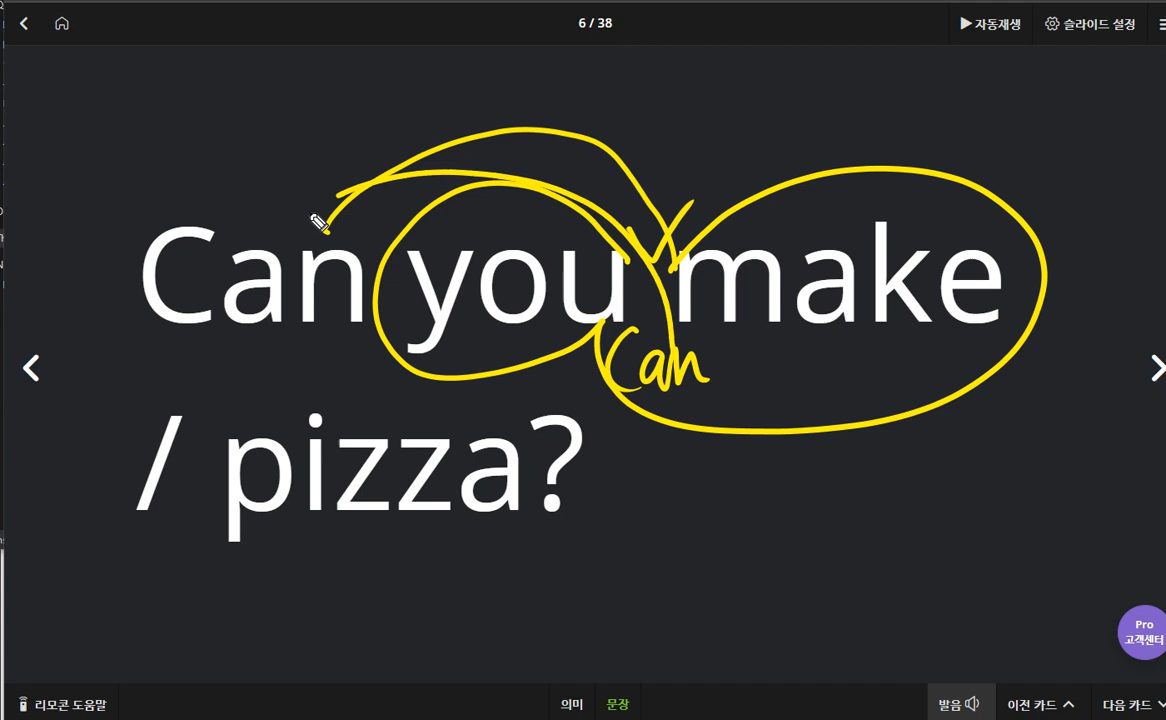 6 / 38
자동재생
슬라이드 설정
Can you make
can
/ pizza?
Pro
고객센터
리모콘 도움말
의미
문장
발음
이전 카드
다음 카드